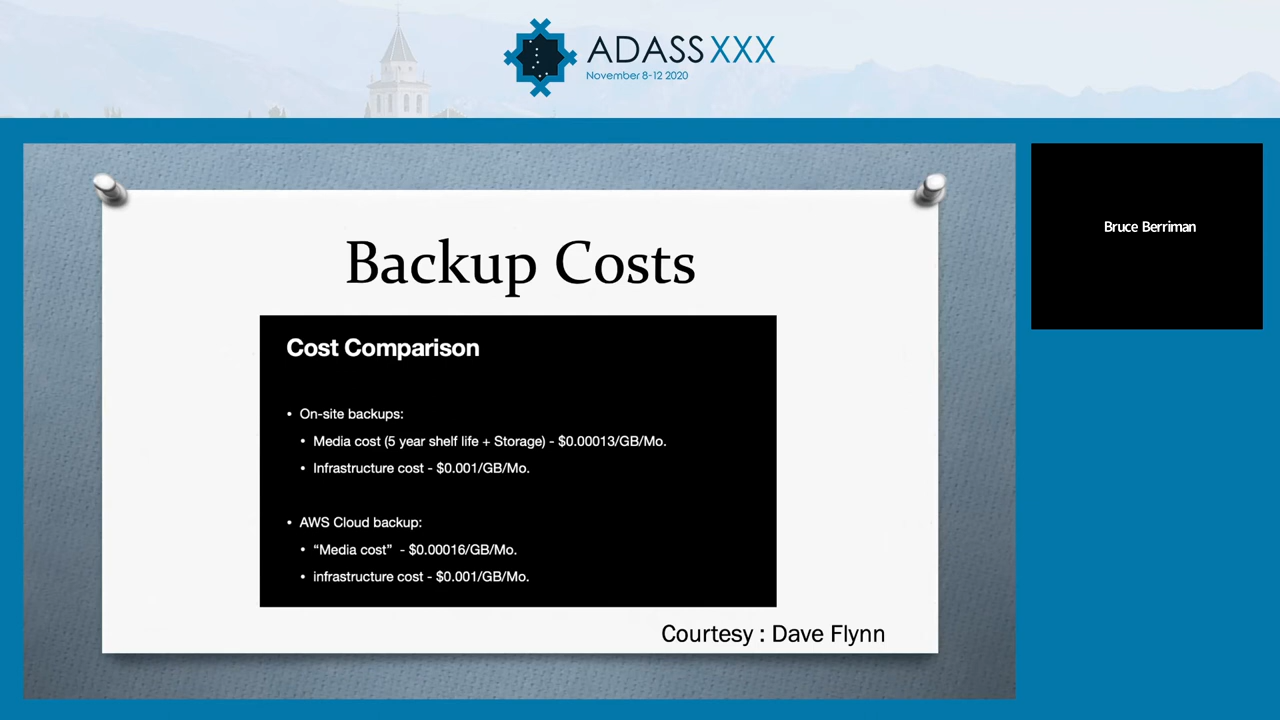 ADASS XXX
November 8-12 2020
Bruce Berriman
Backup Costs
Cost Comparison
• On-site backups:
• Media cost (5 year shelf life + Storage) - $0.00013/GB/Mo.
• Infrastructure cost - $0.001/GB/Mo.
• AWS Cloud backup:
• “Media cost” - $0.00016/GB/Mo.
• infrastructure cost - $0.001/GB/Mo.
Courtesy : Dave Flynn